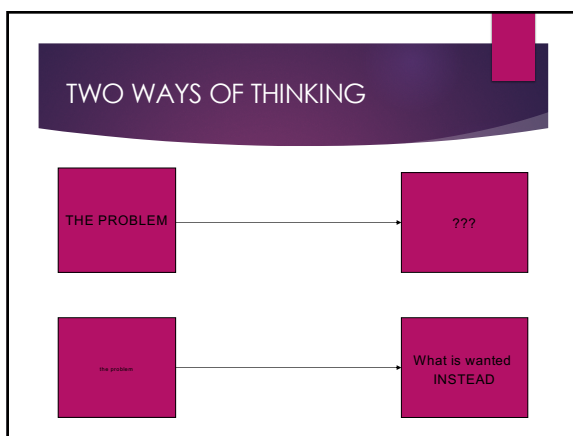 TWO WAYS OF THINKING
THE PROBLEM
???
the problem
What is wanted
INSTEAD